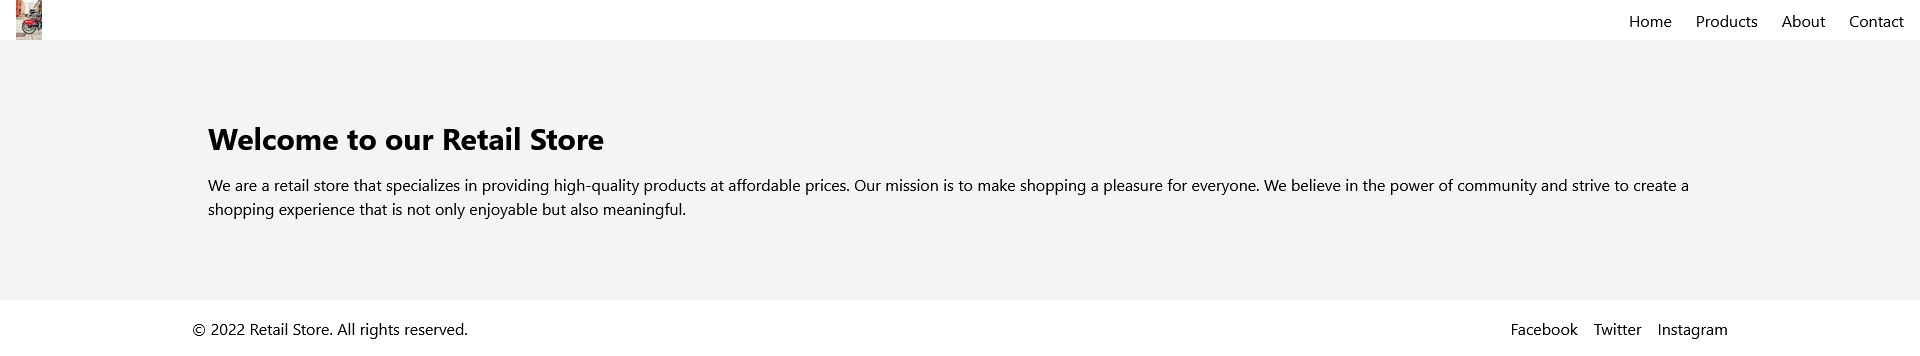 Home Products About Contact
Welcome to our Retail Store
We are a retail store that specializes in providing high-quality products at affordable prices. Our mission is to make shopping a pleasure for everyone. We believe in the power of community and strive to create a
shopping experience that is not only enjoyable but also meaningful.
© 2022 Retail Store. All rights reserved.
Facebook Twitter Instagram